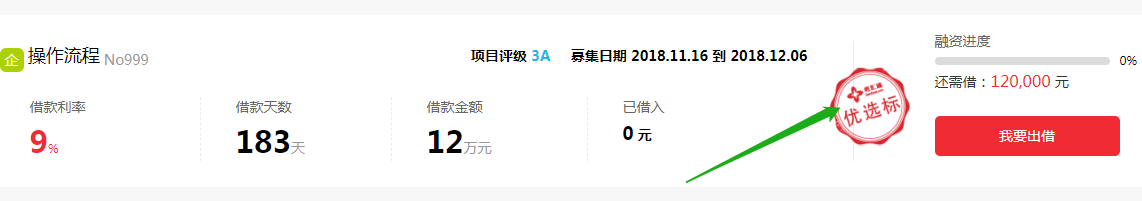 企 操作流程 No999
项目评级 3A 募集日期 2018.11.16 到 2018.12.06
借款利率
9%
借款天数
183天
借款金额
12万元
已借入
0 元
优选标
融资进度
0%
还需借：120,000 元
我要出借